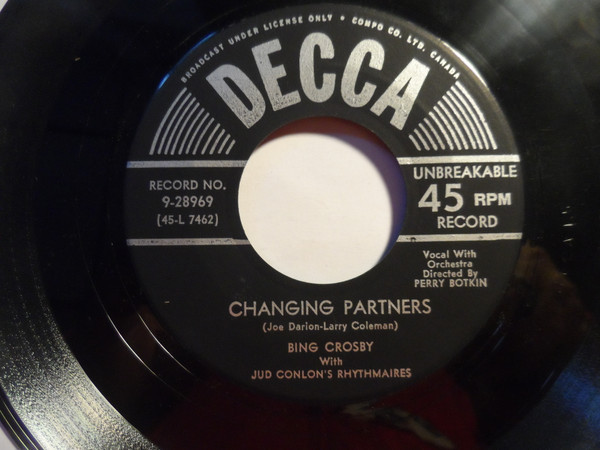 BROADCAST UNDER LICENSE ONLY • COMPO CO. LTD. CANADA
DECCA
RECORD NO.
9-28969
(45-L 7462)
UNBREAKABLE
45 RPM
RECORD
Vocal With
Orchestra
Directed By
PERRY BOTKIN
CHANGING PARTNERS
(Joe Darion-Larry Coleman)
BING CROSBY
With
JUD CONLON'S RHYTHMAIRES